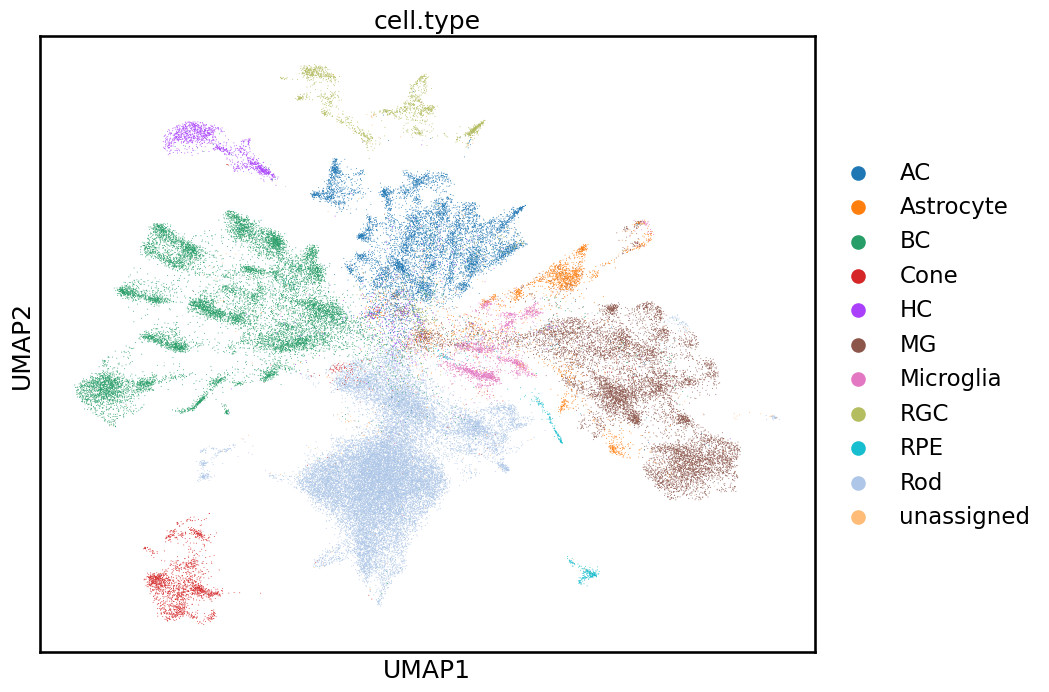 cell.type
UMAP2
UMAP1
AC
Astrocyte
BC
Cone
HC
MG
Microglia
RGC
RPE
Rod
unassigned